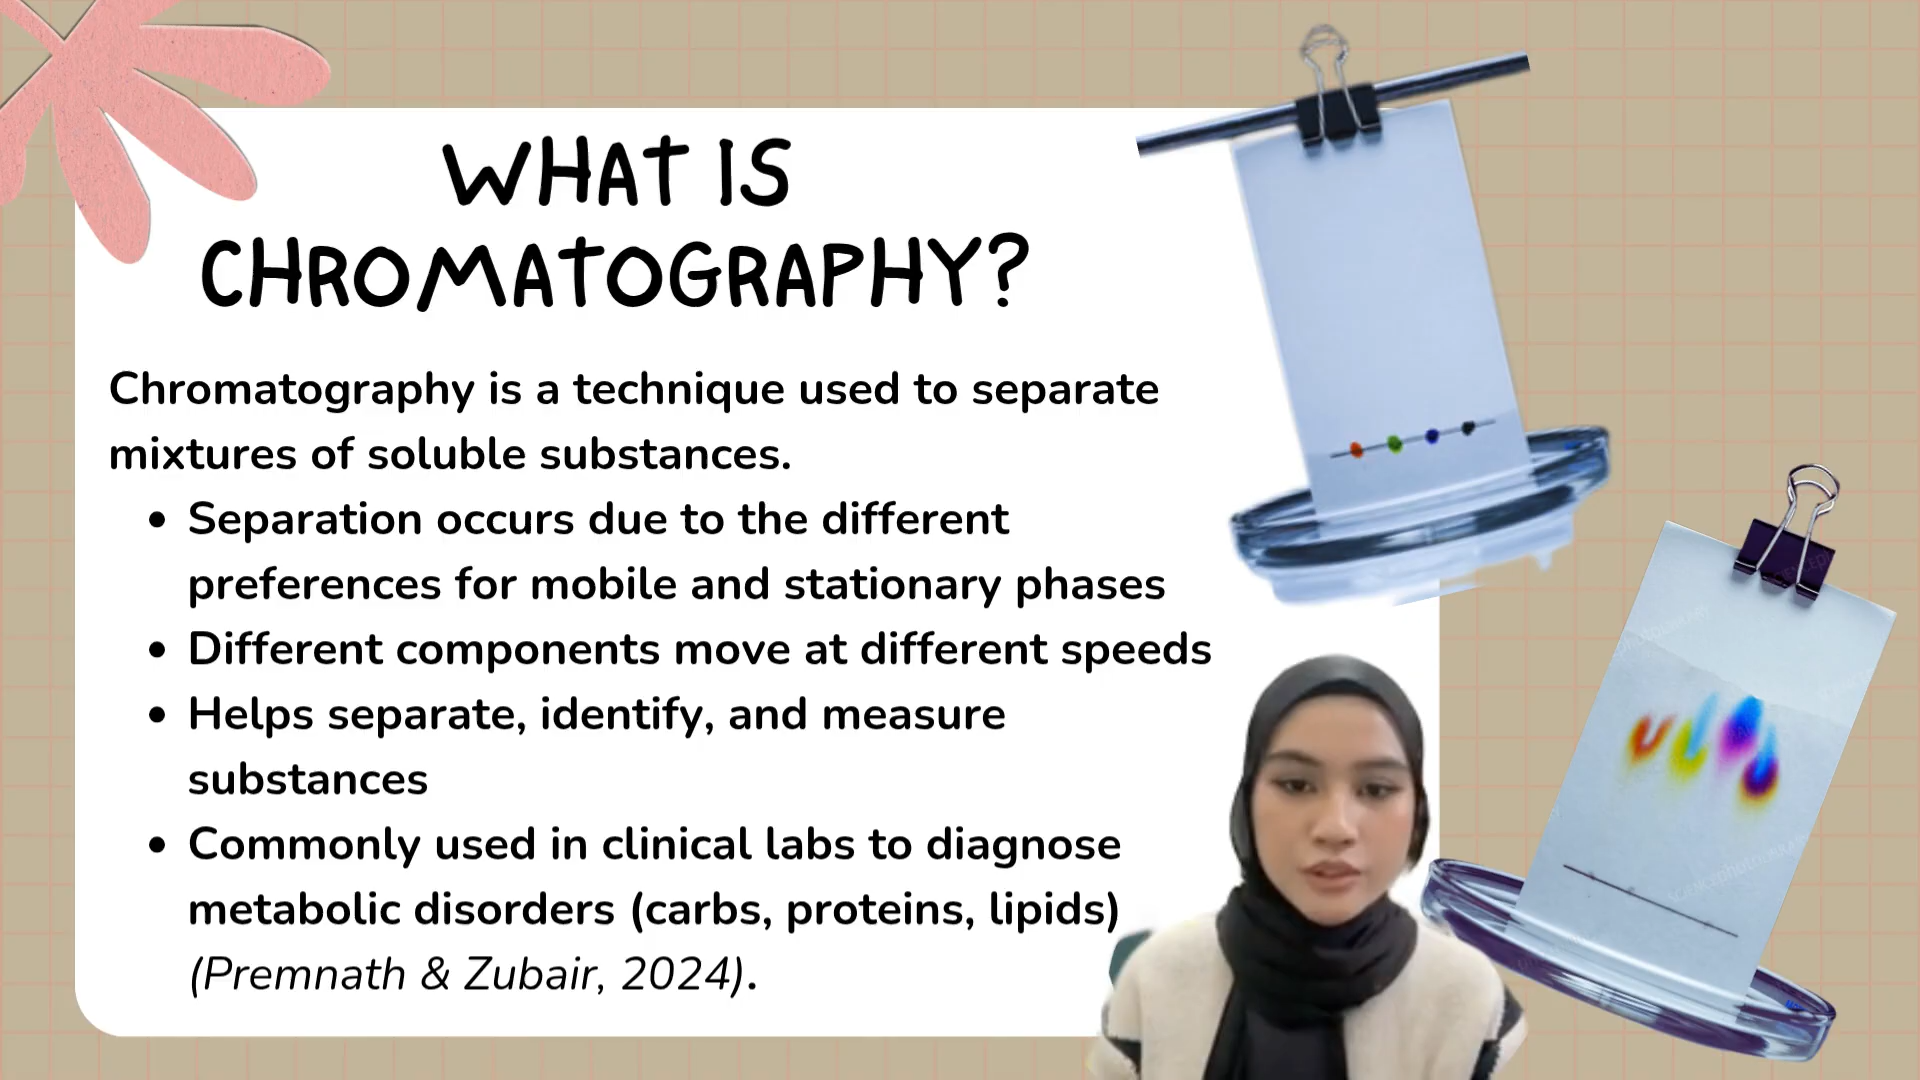 WHAT IS
CHROMATOGRAPHY?
Chromatography is a technique used to separate
mixtures of soluble substances.
• Separation occurs due to the different
preferences for mobile and stationary phases
• Different components move at different speeds
• Helps separate, identify, and measure
substances
• Commonly used in clinical labs to diagnose
metabolic disorders (carbs, proteins, lipids)
(Premnath & Zubair, 2024).